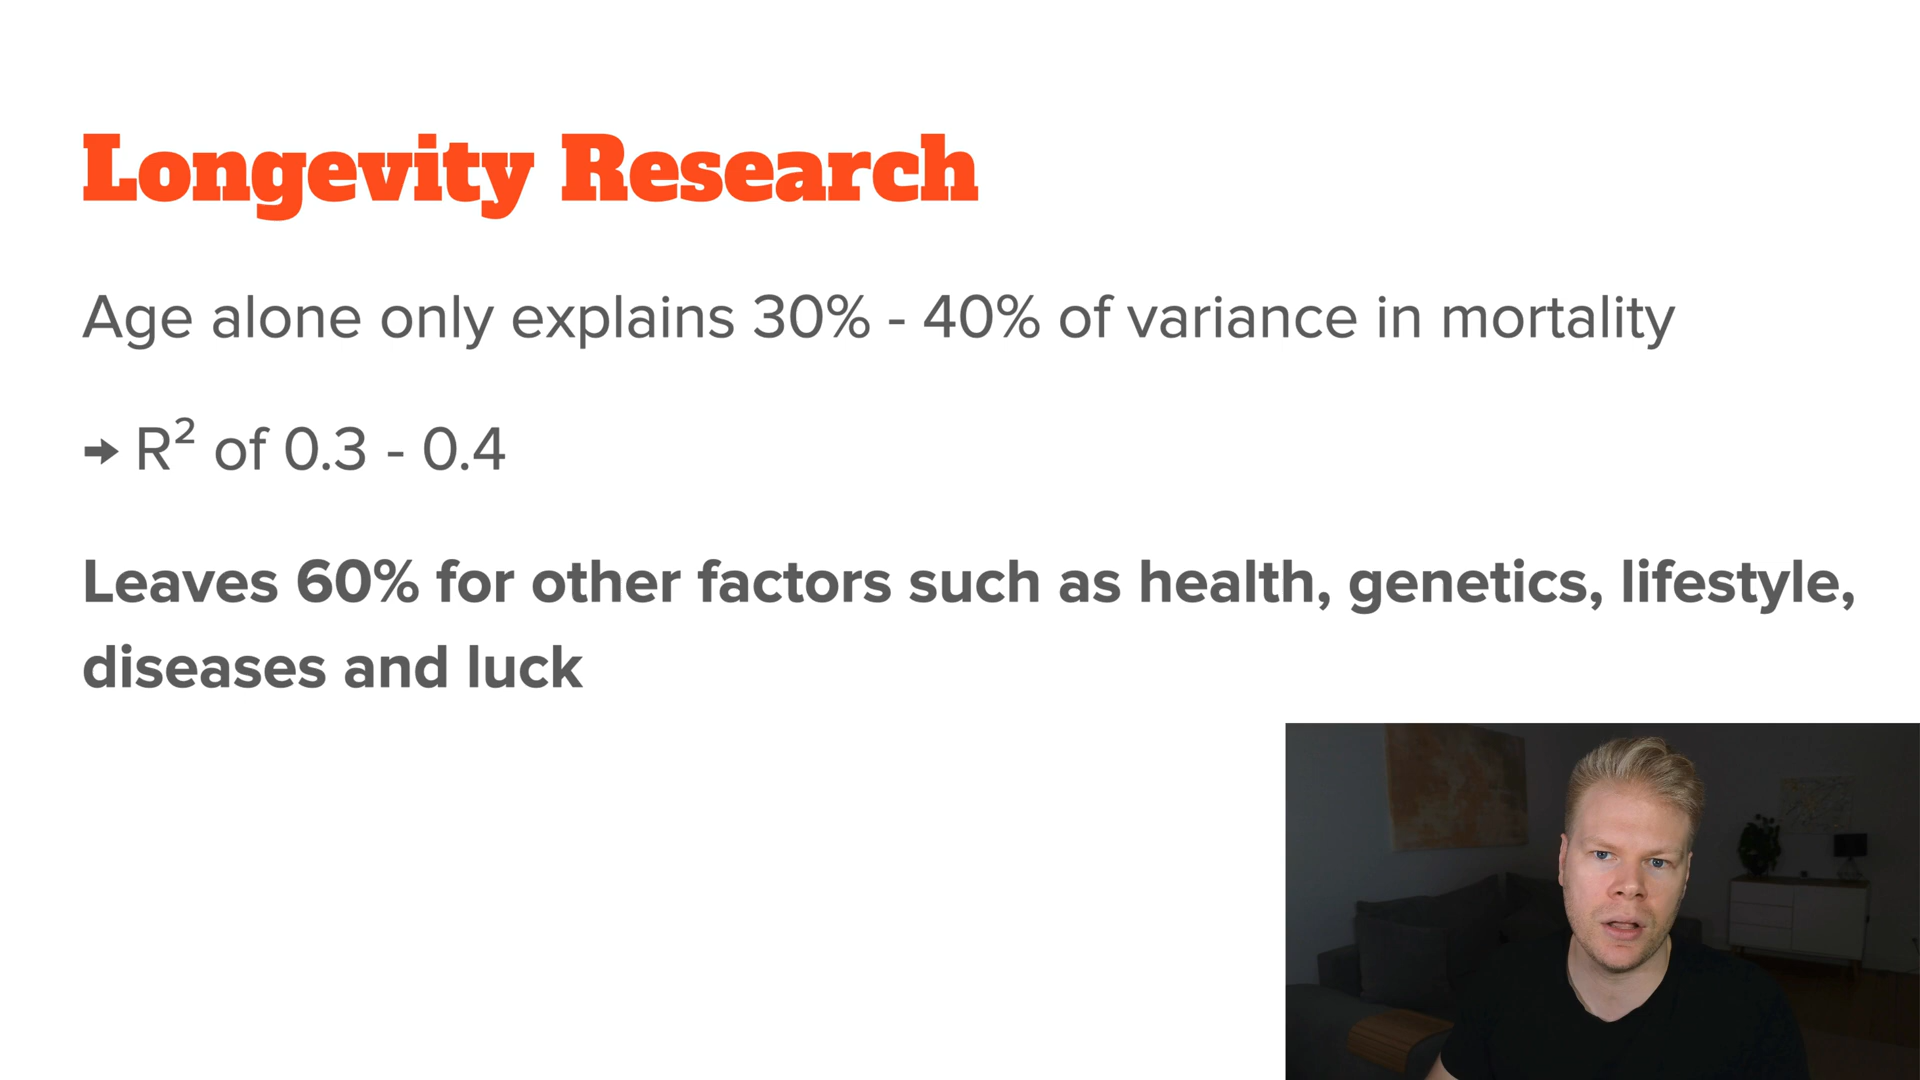 Longevity Research
Age alone only explains 30% - 40% of variance in mortality
➡ R² of 0.3 - 0.4
Leaves 60% for other factors such as health, genetics, lifestyle,
diseases and luck